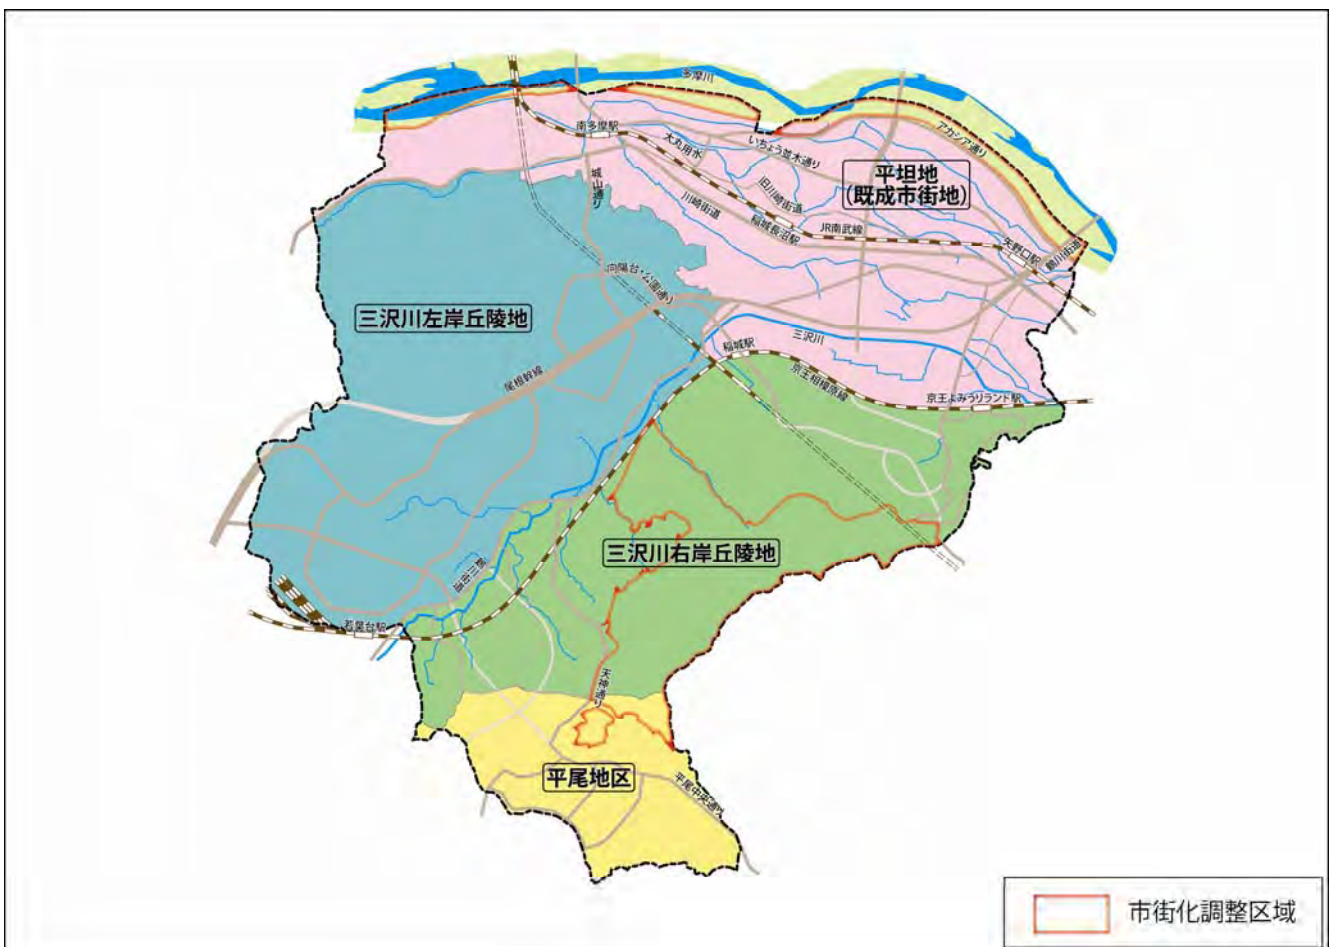 多摩川
アカシア通り
南多摩駅
大丸用水
いちょう並木通り
平坦地
(既成市街地)
城山通り
旧川崎街道
川崎街道
稲城長沼駅
JR南武線
矢野口駅
鶴川街道
向陽台・公園通り
三沢川左岸丘陵地
三沢川
稲城駅
尾根幹線
京王相模原線
京王よみうりランド駅
三沢川右岸丘陵地
鶴川街道
若葉台駅
天神通り
平尾地区
平尾中央通り
市街化調整区域